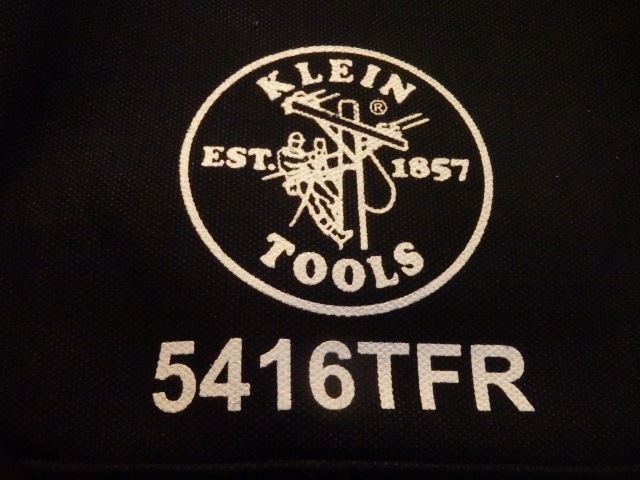 KLEIN
®
EST. 1857
TOOLS
5416TFR